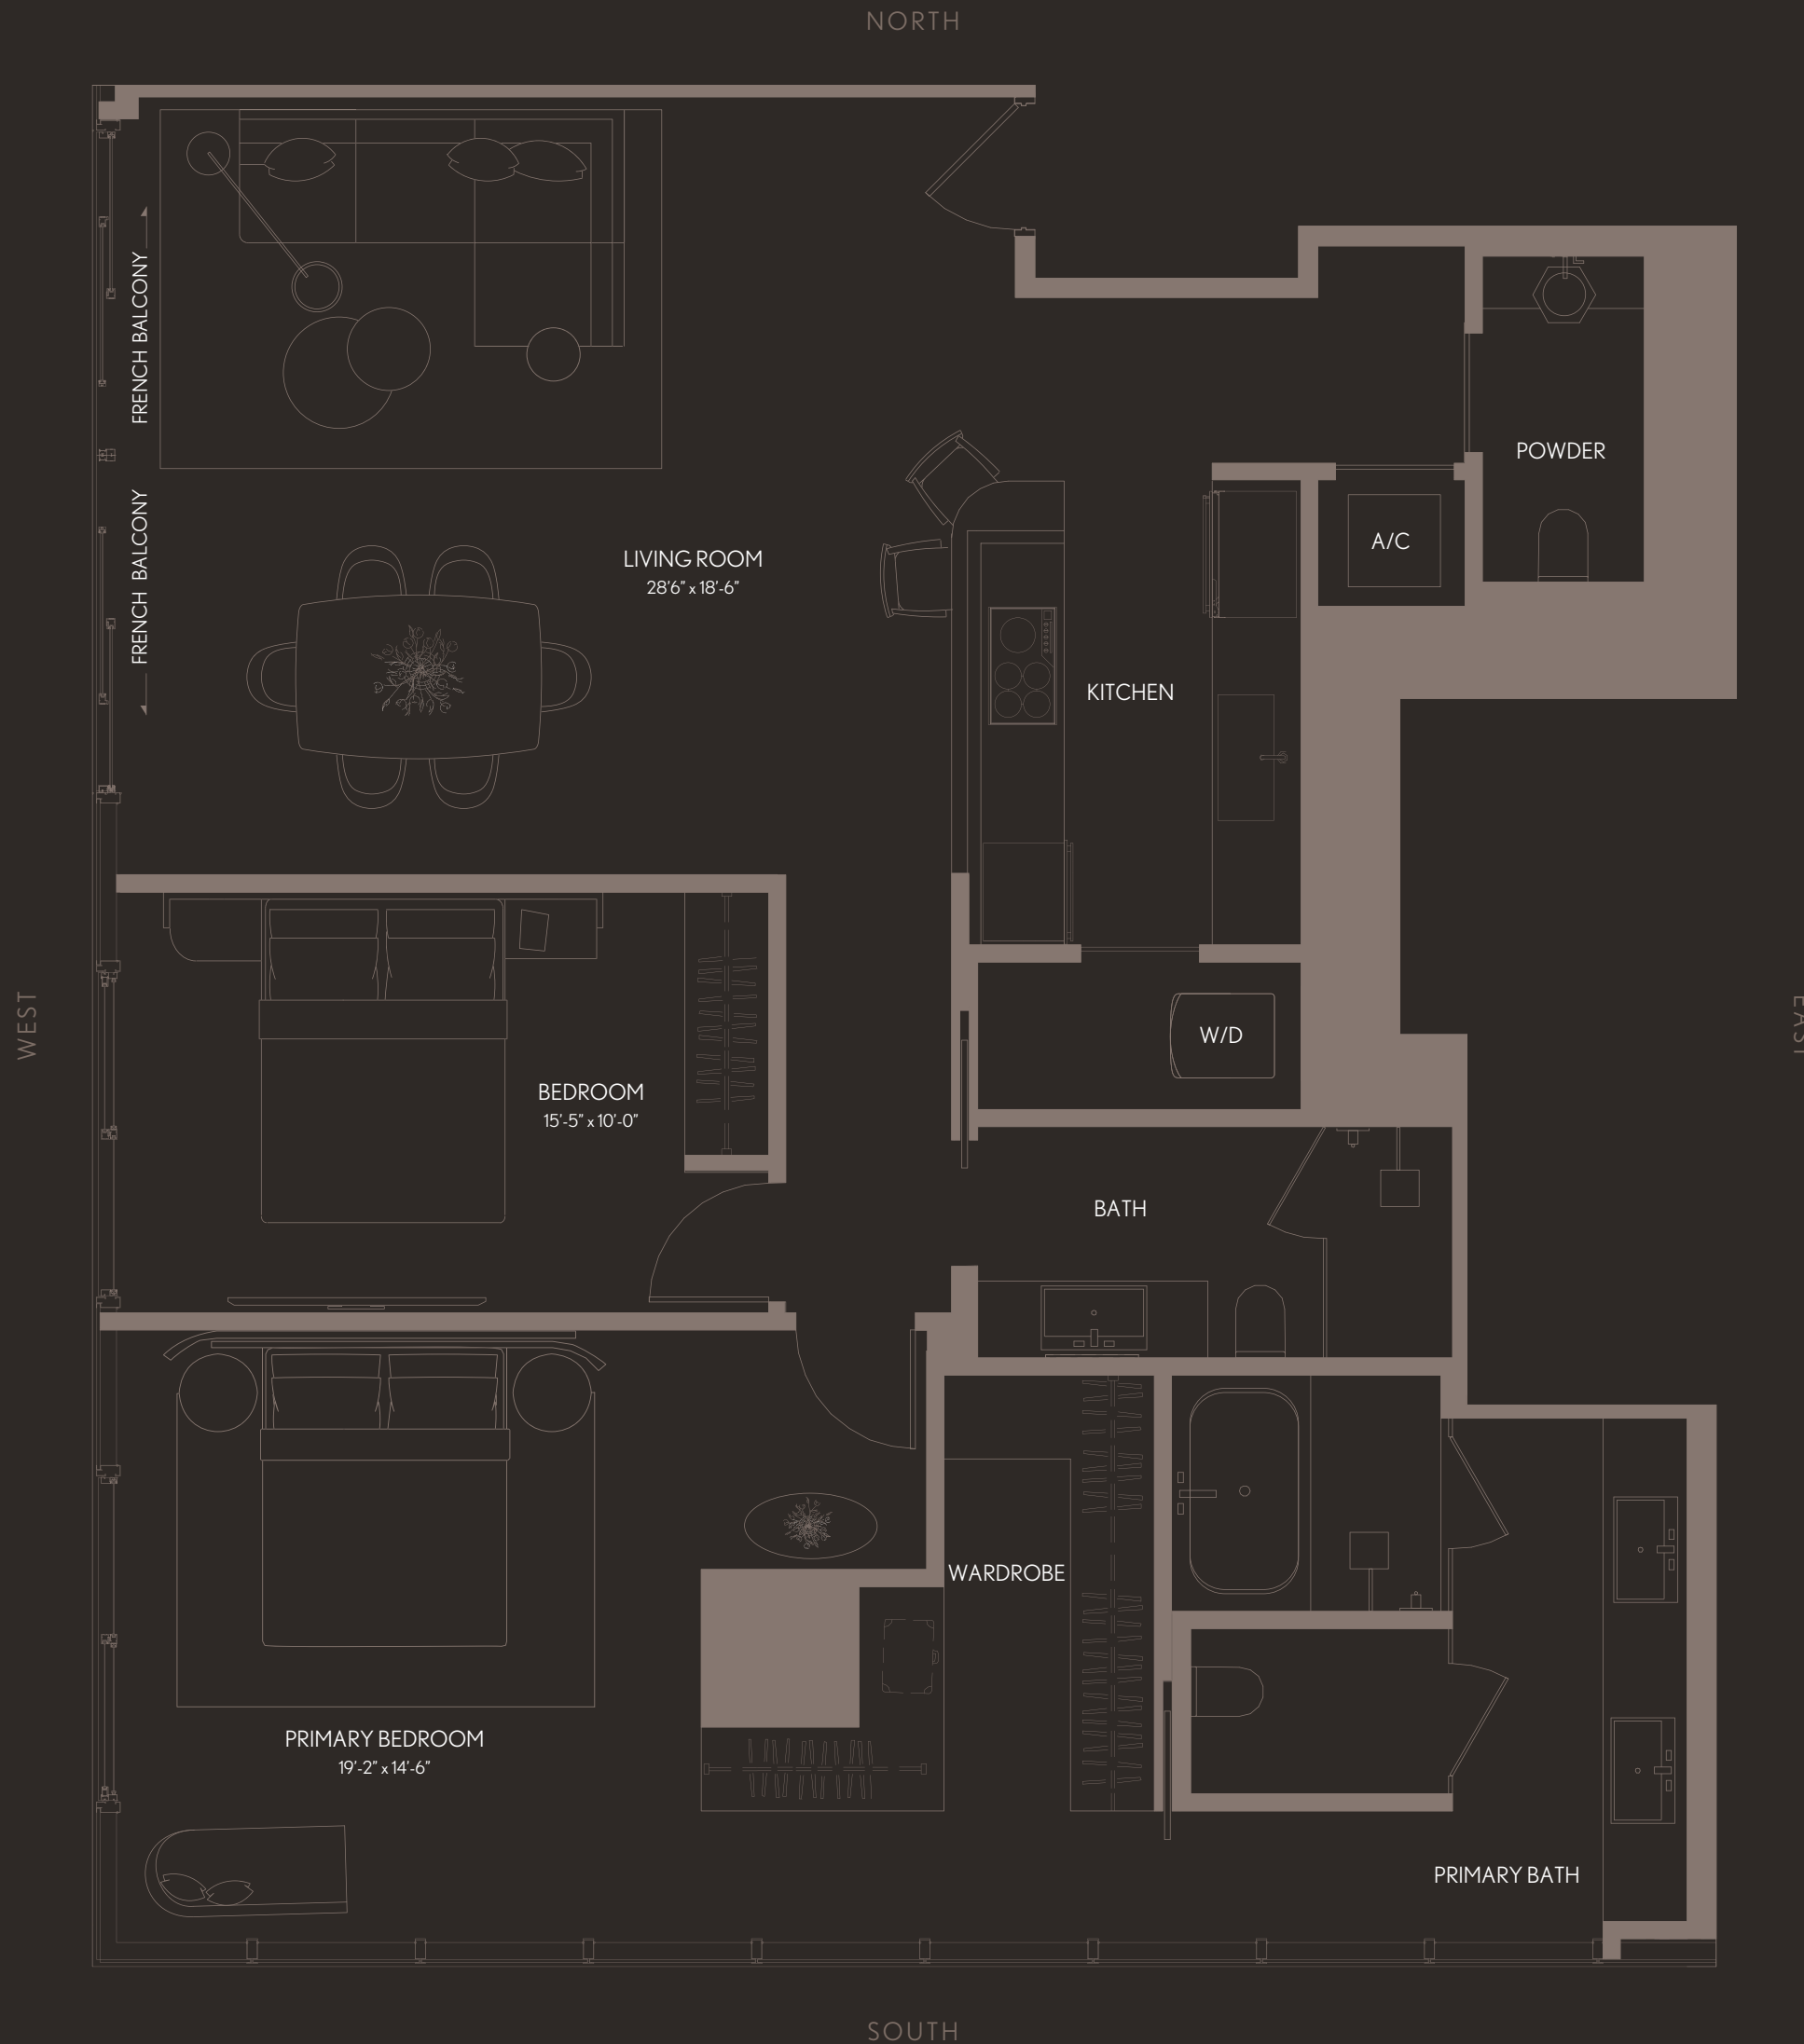 NORTH
FRENCH BALCONY
POWDER
A/C
FRENCH BALCONY
LIVING ROOM
28'6" x 18'-6"
KITCHEN
WEST
EAST
W/D
BEDROOM
15'-5" x 10'-0"
BATH
WARDROBE
PRIMARY BEDROOM
19'-2" x 14'-6"
PRIMARY BATH
SOUTH